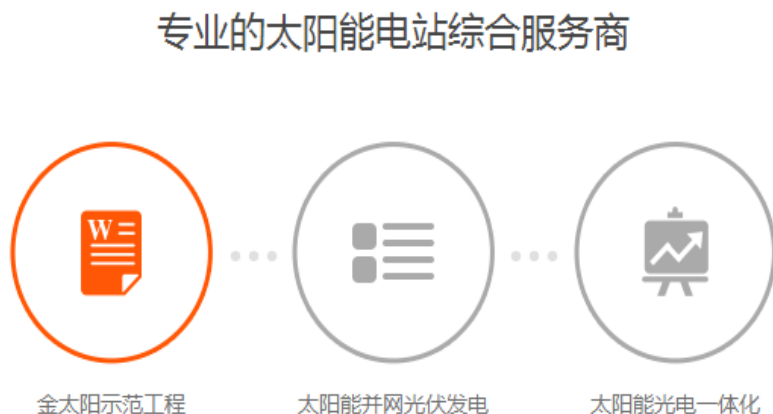 专业的太阳能电站综合服务商
W
金太阳示范工程
太阳能并网光伏发电
太阳能光电一体化